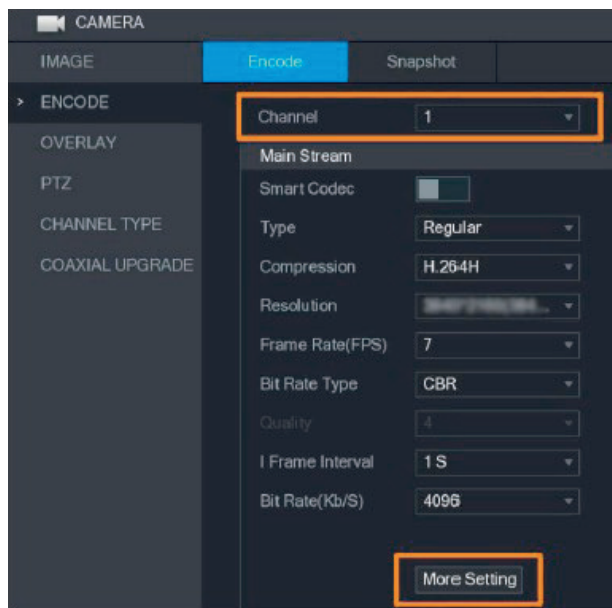 CAMERA
IMAGE
Encode
Snapshot
> ENCODE
OVERLAY
PTZ
CHANNEL TYPE
COAXIAL UPGRADE
Channel 1
Main Stream
Smart Codec
Type Regular
Compression H.264H
Resolution
Frame Rate(FPS) 7
Bit Rate Type CBR
Quality 4
I Frame Interval 1 S
Bit Rate(Kb/S) 4096
More Setting